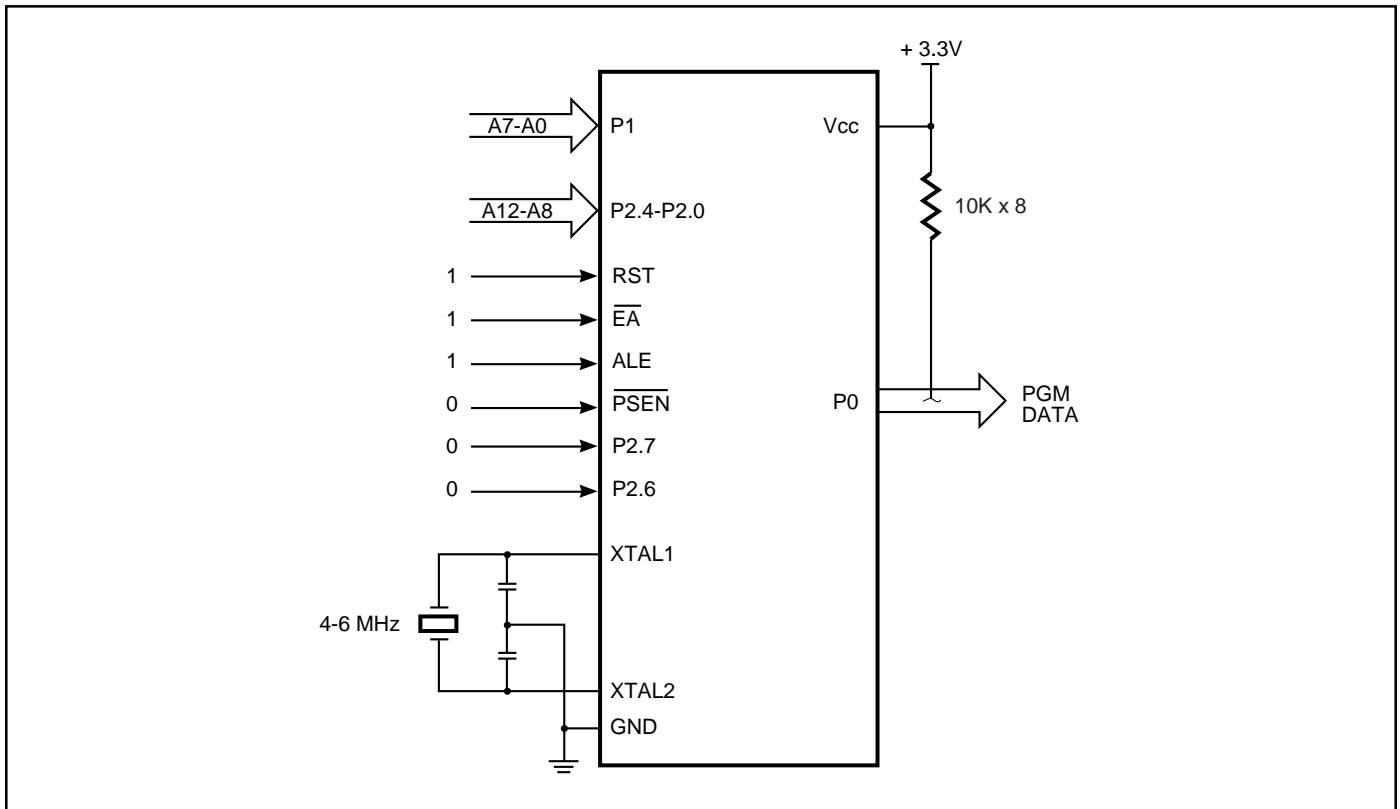 + 3.3V
A7-A0
P1
Vcc
A12-A8
P2.4-P2.0
10K x 8
1
RST
1
EA
1
ALE
0
PSEN
P0
PGM
DATA
0
P2.7
0
P2.6
XTAL1
4-6 MHz
XTAL2
GND